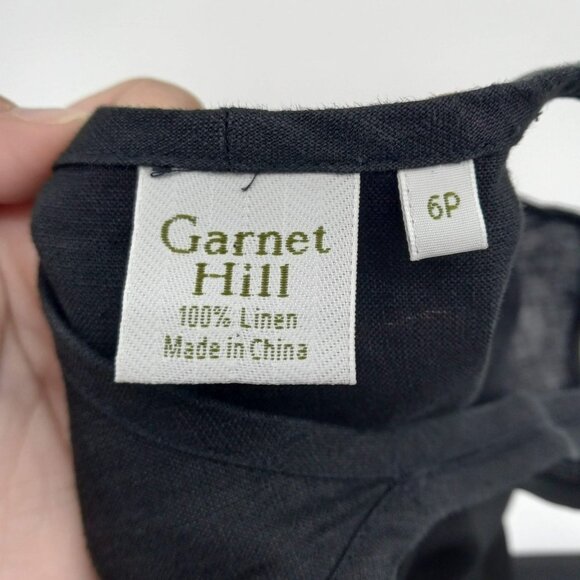 Garnet
Hill
100% Linen
Made in China
6P